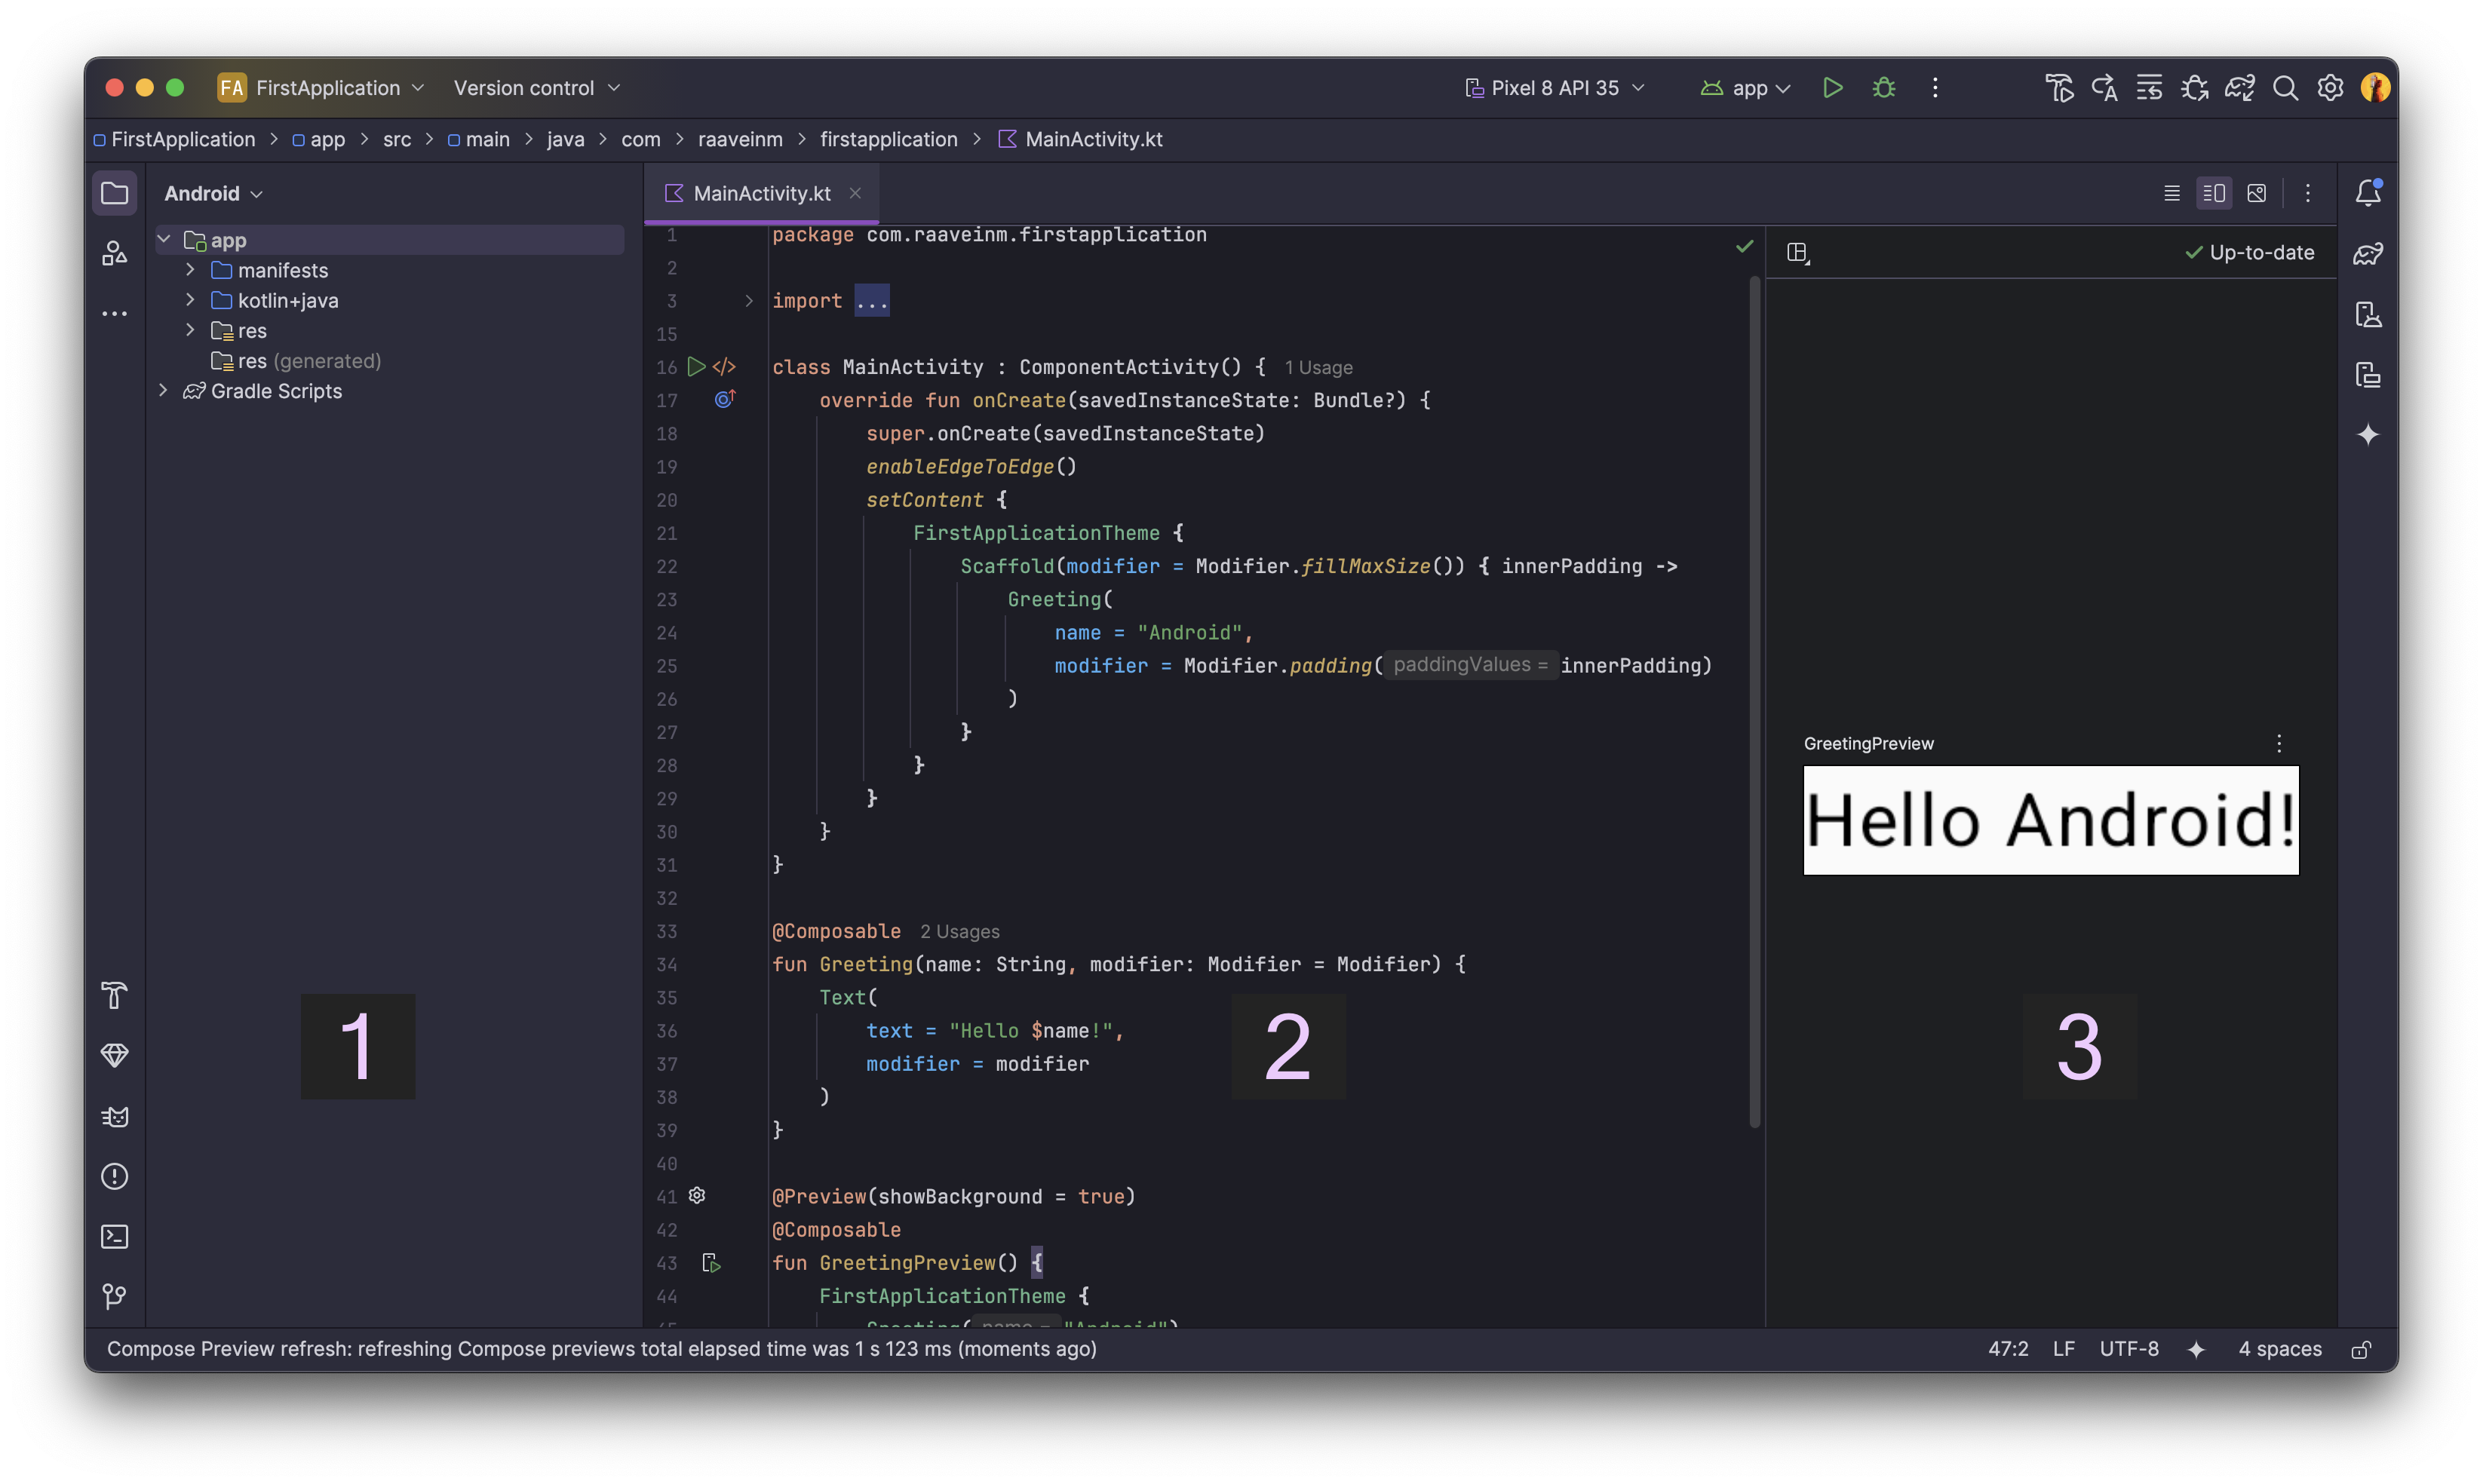 FA FirstApplication Version control Pixel 8 API 35 app
FirstApplication > app > src > main > java > com > raaveinm > firstapplication > MainActivity.kt
Android
app
manifests
kotlin+java
res
res (generated)
Gradle Scripts
MainActivity.kt
1 package com.raaveinm.firstapplication
2
3 import ...
15
16 class MainActivity : ComponentActivity() { 1 Usage
17 override fun onCreate(savedInstanceState: Bundle?) {
18 super.onCreate(savedInstanceState)
19 enableEdgeToEdge()
20 setContent {
21 FirstApplicationTheme {
22 Scaffold(modifier = Modifier.fillMaxSize()) { innerPadding ->
23 Greeting(
24 name = "Android",
25 modifier = Modifier.padding( paddingValues = innerPadding)
26 )
27 }
28 }
29 }
30 }
31 }
32
33 @Composable 2 Usages
34 fun Greeting(name: String, modifier: Modifier = Modifier) {
35 Text(
36 text = "Hello $name!",
37 modifier = modifier
38 )
39 }
40
41 @Preview(showBackground = true)
42 @Composable
43 fun GreetingPreview() {
44 FirstApplicationTheme {
45 Greeting( name = "Android")
Up-to-date
GreetingPreview
Hello Android!
1
2
3
Compose Preview refresh: refreshing Compose previews total elapsed time was 1 s 123 ms (moments ago)
47:2 LF UTF-8 4 spaces